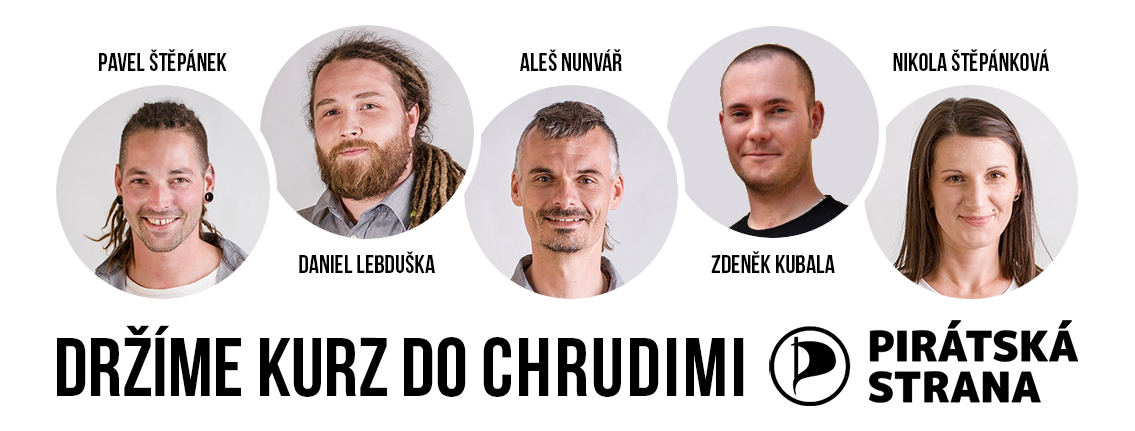 PAVEL ŠTĚPÁNEK
DANIEL LEBDUŠKA
ALEŠ NUNVÁŘ
ZDENĚK KUBALA
NIKOLA ŠTĚPÁNKOVÁ
DRŽÍME KURZ DO CHRUDIMI
PIRÁTSKÁ
STRANA